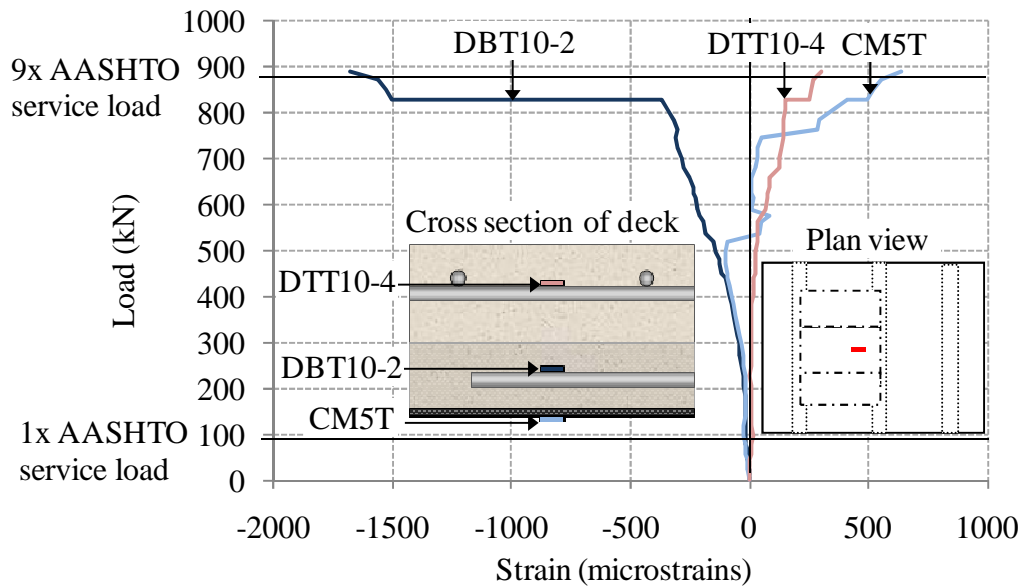 1000
900
800
700
600
500
400
300
200
100
0
Load (kN)
9x AASHTO
service load
1x AASHTO
service load
DBT10-2
DTT10-4
CM5T
Cross section of deck
DTT10-4
DBT10-2
CM5T
Plan view
-2000
-1500
-1000
-500
0
500
1000
Strain (microstrains)